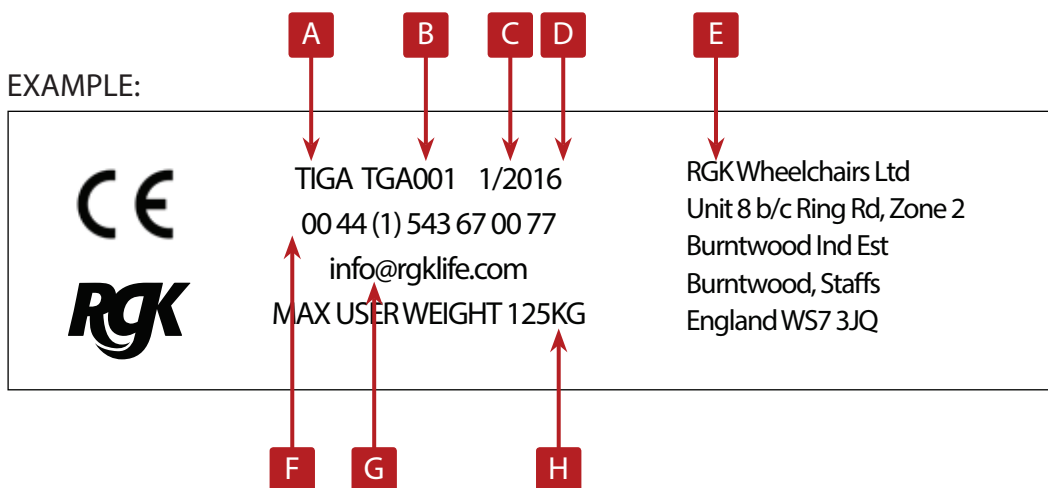 A B C D E
EXAMPLE:
CE
RGK
TIGA TGA001 1/2016
00 44 (1) 543 67 00 77
info@rgklife.com
MAX USER WEIGHT 125KG
RGK Wheelchairs Ltd
Unit 8 b/c Ring Rd, Zone 2
Burntwood Ind Est
Burntwood, Staffs
England WS7 3JQ
F G H